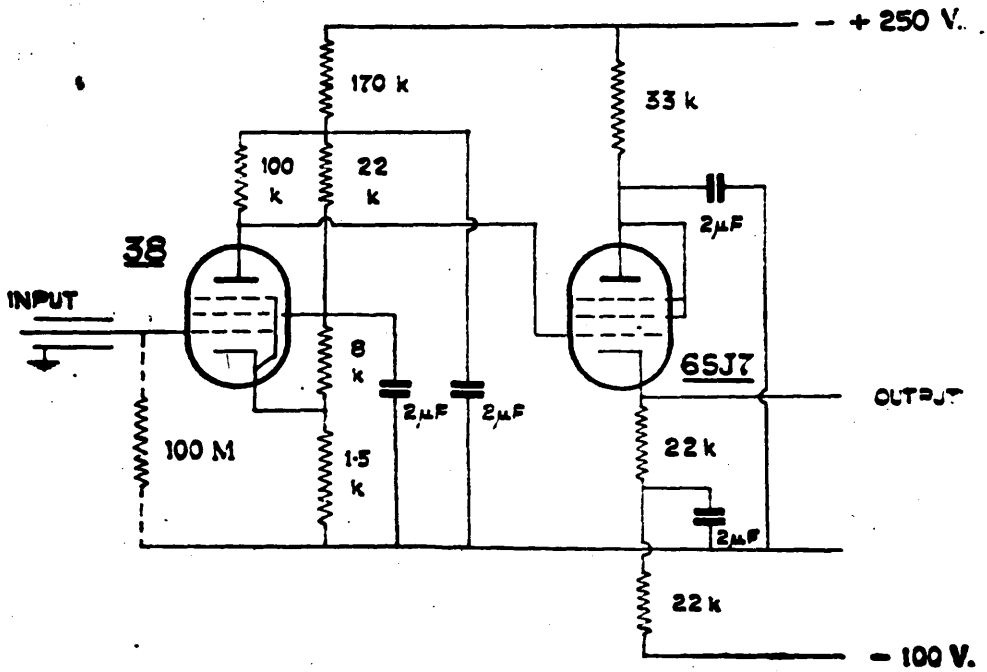 - + 250 V.
170 k
33 k
100 k
22 k
2μF
38
INPUT
6SJ7
8 k
2μF
2μF
OUTPUT
100 M
1·5 k
22 k
2μF
22 k
- 100 V.